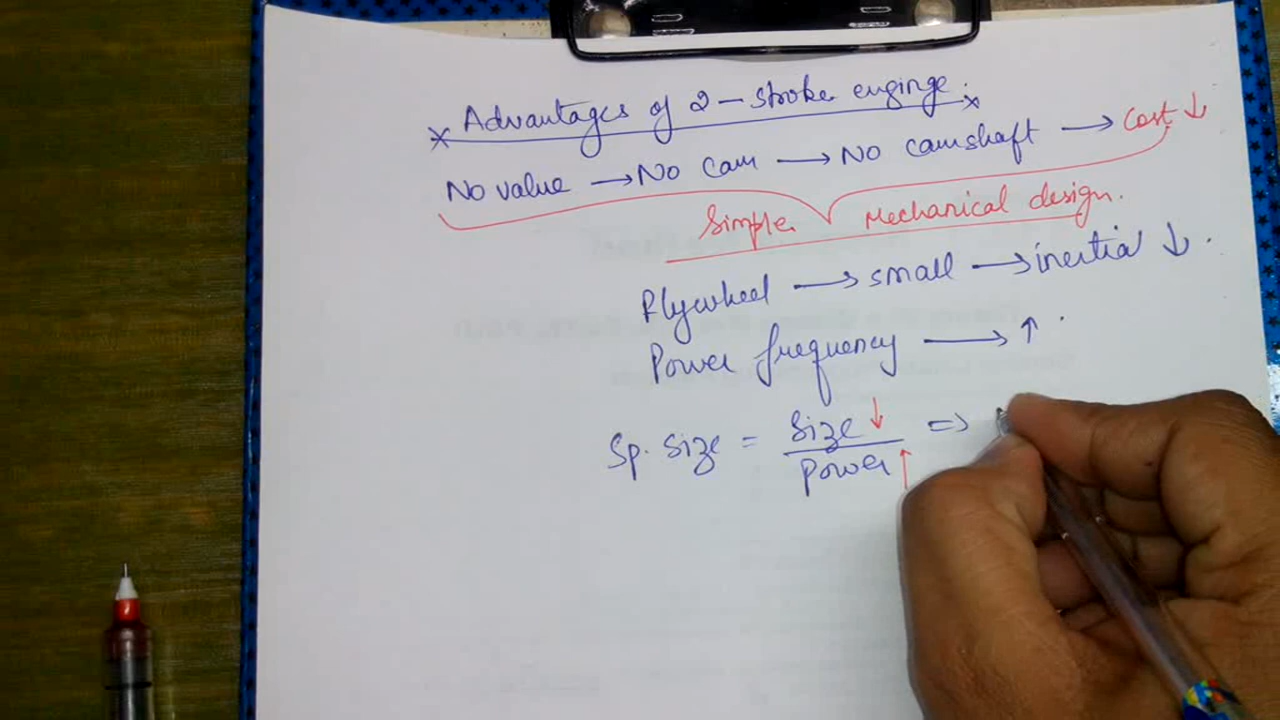 Advantages of 2-stroke enginge.
No value → No cam → No camshaft → Cost ↓
Simple Mechanical design.
Flywheel → small → inertia ↓.
Power frequency → ↑.
Sp. Size = Size ↓ / Power ↑ ⇒